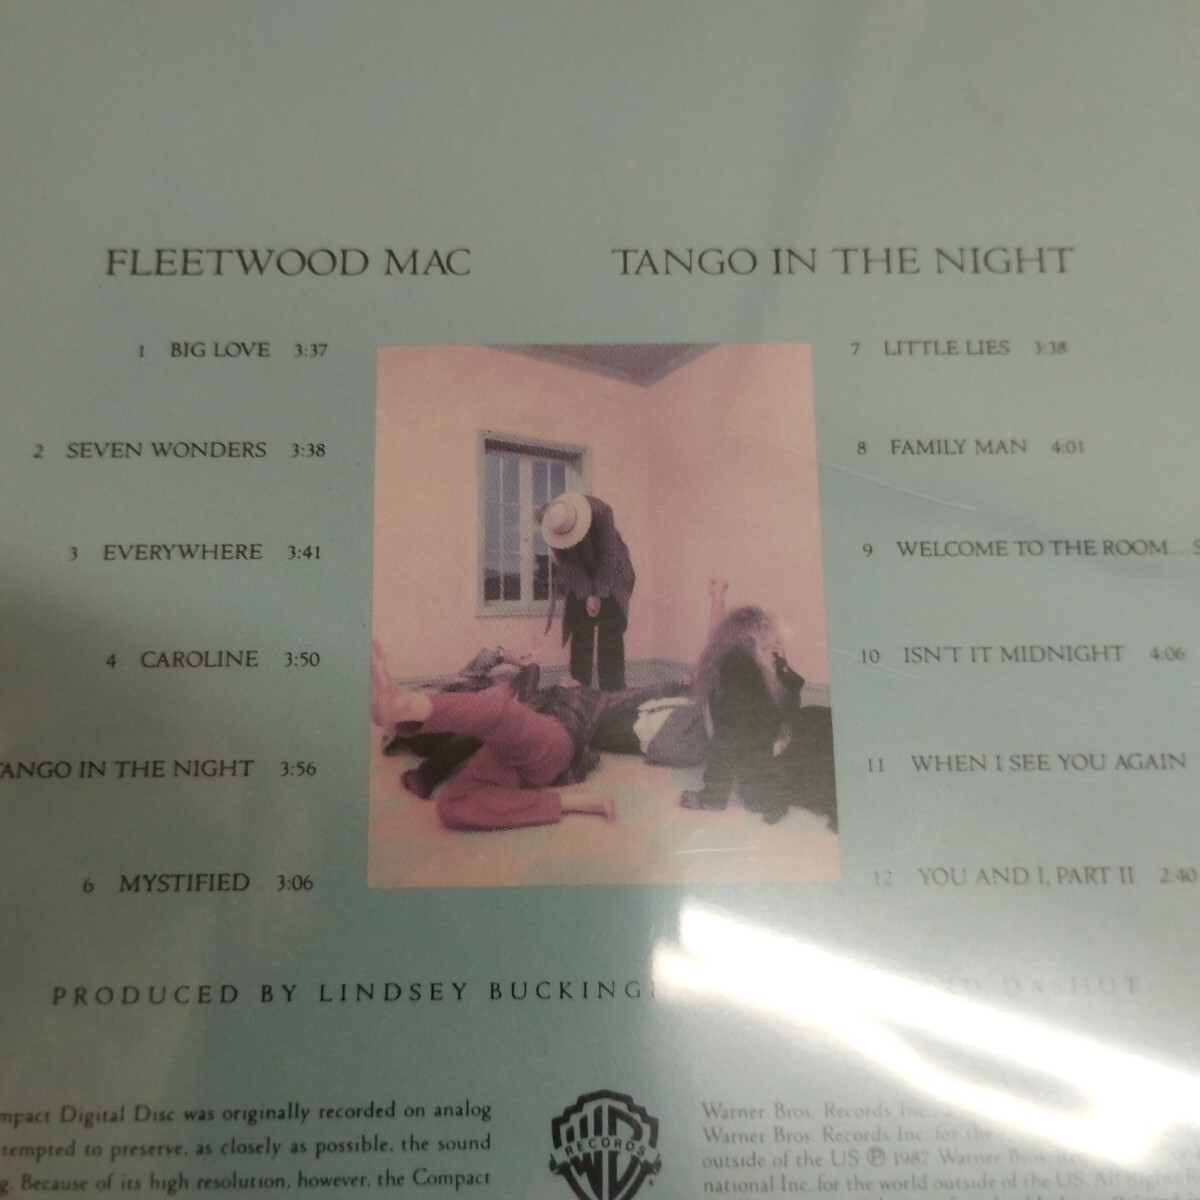 FLEETWOOD MAC
TANGO IN THE NIGHT
1 BIG LOVE 3:37
2 SEVEN WONDERS 3:38
3 EVERYWHERE 3:41
4 CAROLINE 3:50
TANGO IN THE NIGHT 3:56
6 MYSTIFIED 3:06
7 LITTLE LIES 3:38
8 FAMILY MAN 4:01
9 WELCOME TO THE ROOM...S
10 ISN'T IT MIDNIGHT 4:06
11 WHEN I SEE YOU AGAIN
12 YOU AND I, PART II 2:40
PRODUCED BY LINDSEY BUCKING DASHUT
mpact Digital Disc was originally recorded on analog
tempted to preserve, as closely as possible, the sound
g. Because of its high resolution, however, the Compact
WB
RECORDS
Warner Bros. Records Inc.
Warner Bros. Records Inc. for the
outside of the US ℗ 1987 Warner Bros.
national Inc. for the world outside of the US. All Rights